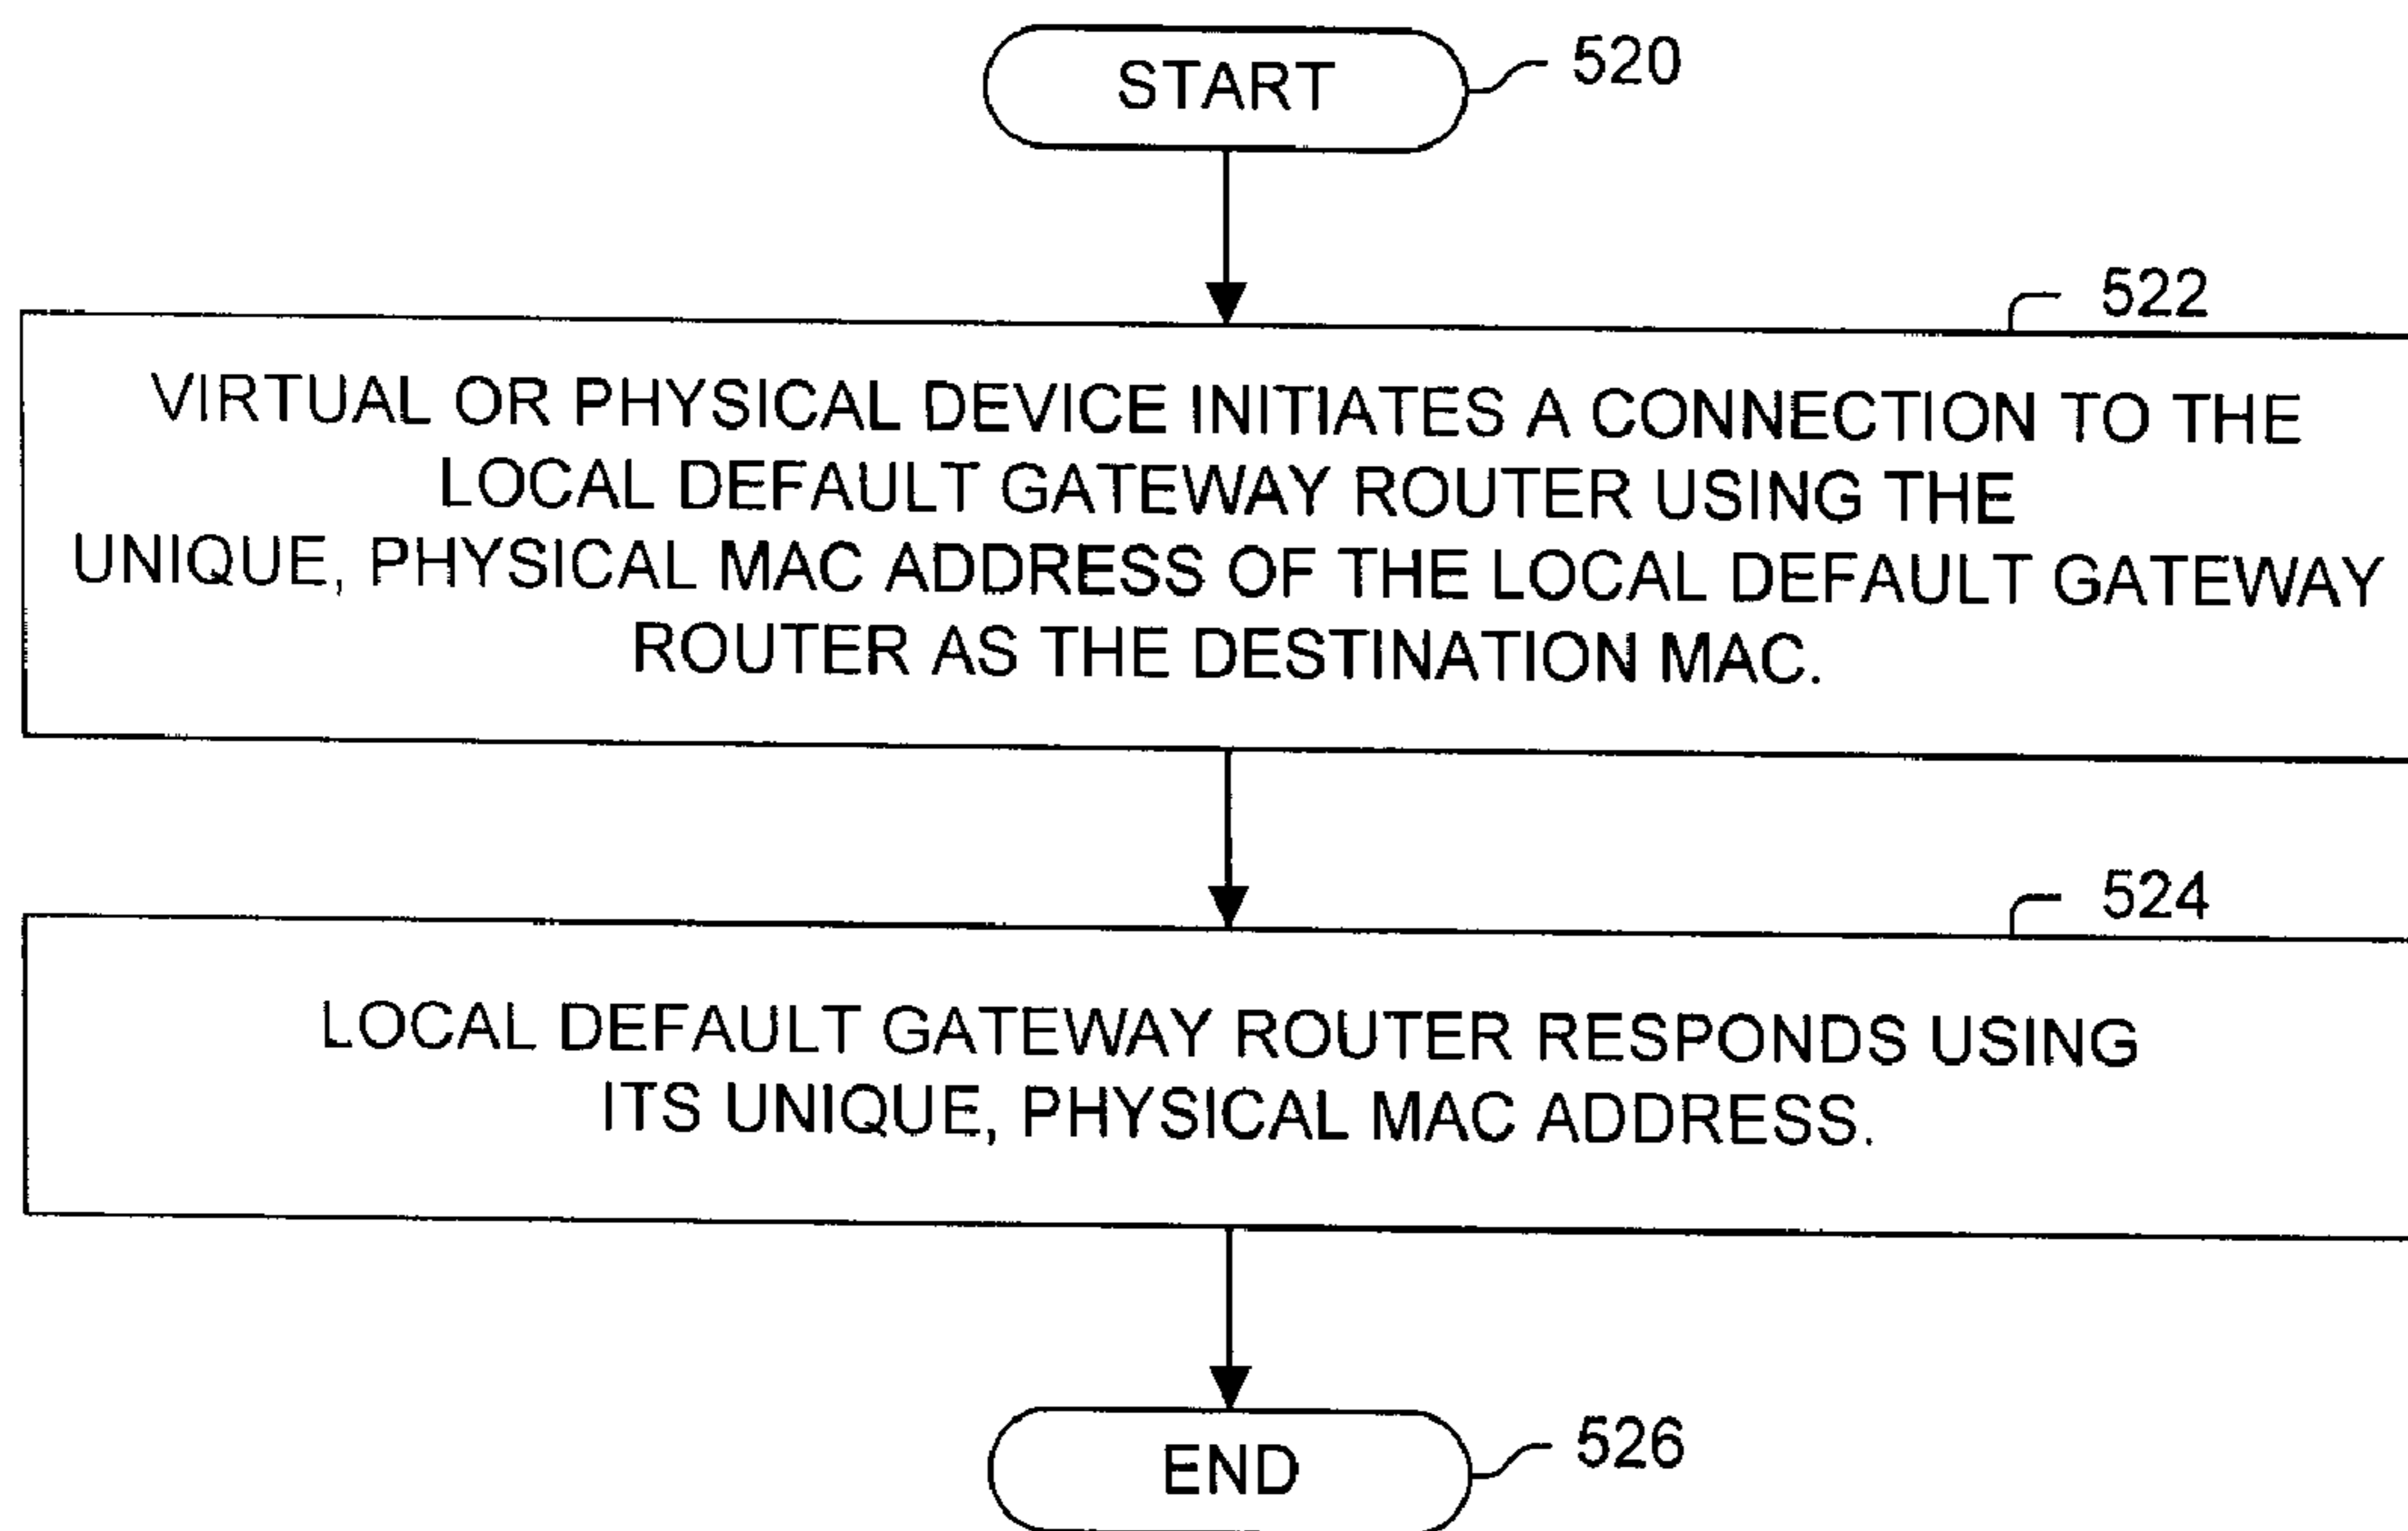 START
520
522
VIRTUAL OR PHYSICAL DEVICE INITIATES A CONNECTION TO THE
LOCAL DEFAULT GATEWAY ROUTER USING THE
UNIQUE, PHYSICAL MAC ADDRESS OF THE LOCAL DEFAULT GATEWAY
ROUTER AS THE DESTINATION MAC.
524
LOCAL DEFAULT GATEWAY ROUTER RESPONDS USING
ITS UNIQUE, PHYSICAL MAC ADDRESS.
END
526